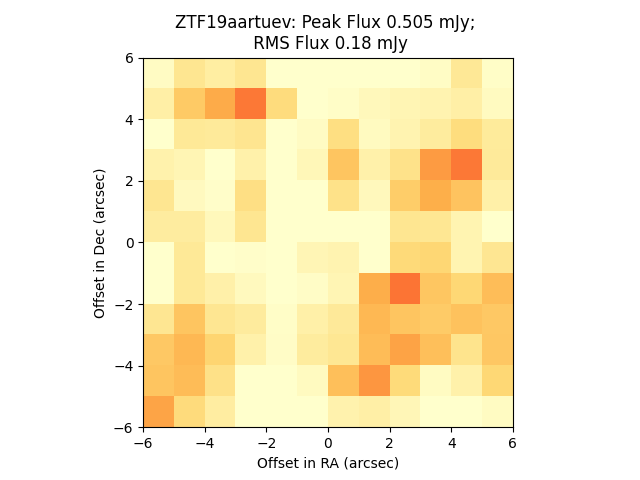 ZTF19aartuev: Peak Flux 0.505 mJy;
RMS Flux 0.18 mJy
6
4
2
0
−2
−4
−6
Offset in Dec (arcsec)
−6 −4 −2 0 2 4 6
Offset in RA (arcsec)